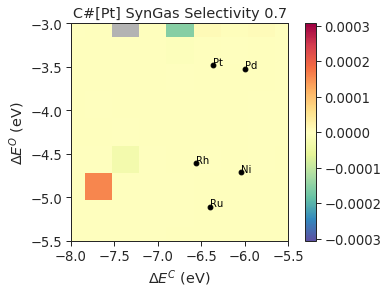 C#[Pt] SynGas Selectivity 0.7
ΔE^O (eV)
−3.0
−3.5
−4.0
−4.5
−5.0
−5.5
Pt
Pd
Rh
Ni
Ru
−8.0 −7.5 −7.0 −6.5 −6.0 −5.5
ΔE^C (eV)
0.0003
0.0002
0.0001
0.0000
−0.0001
−0.0002
−0.0003